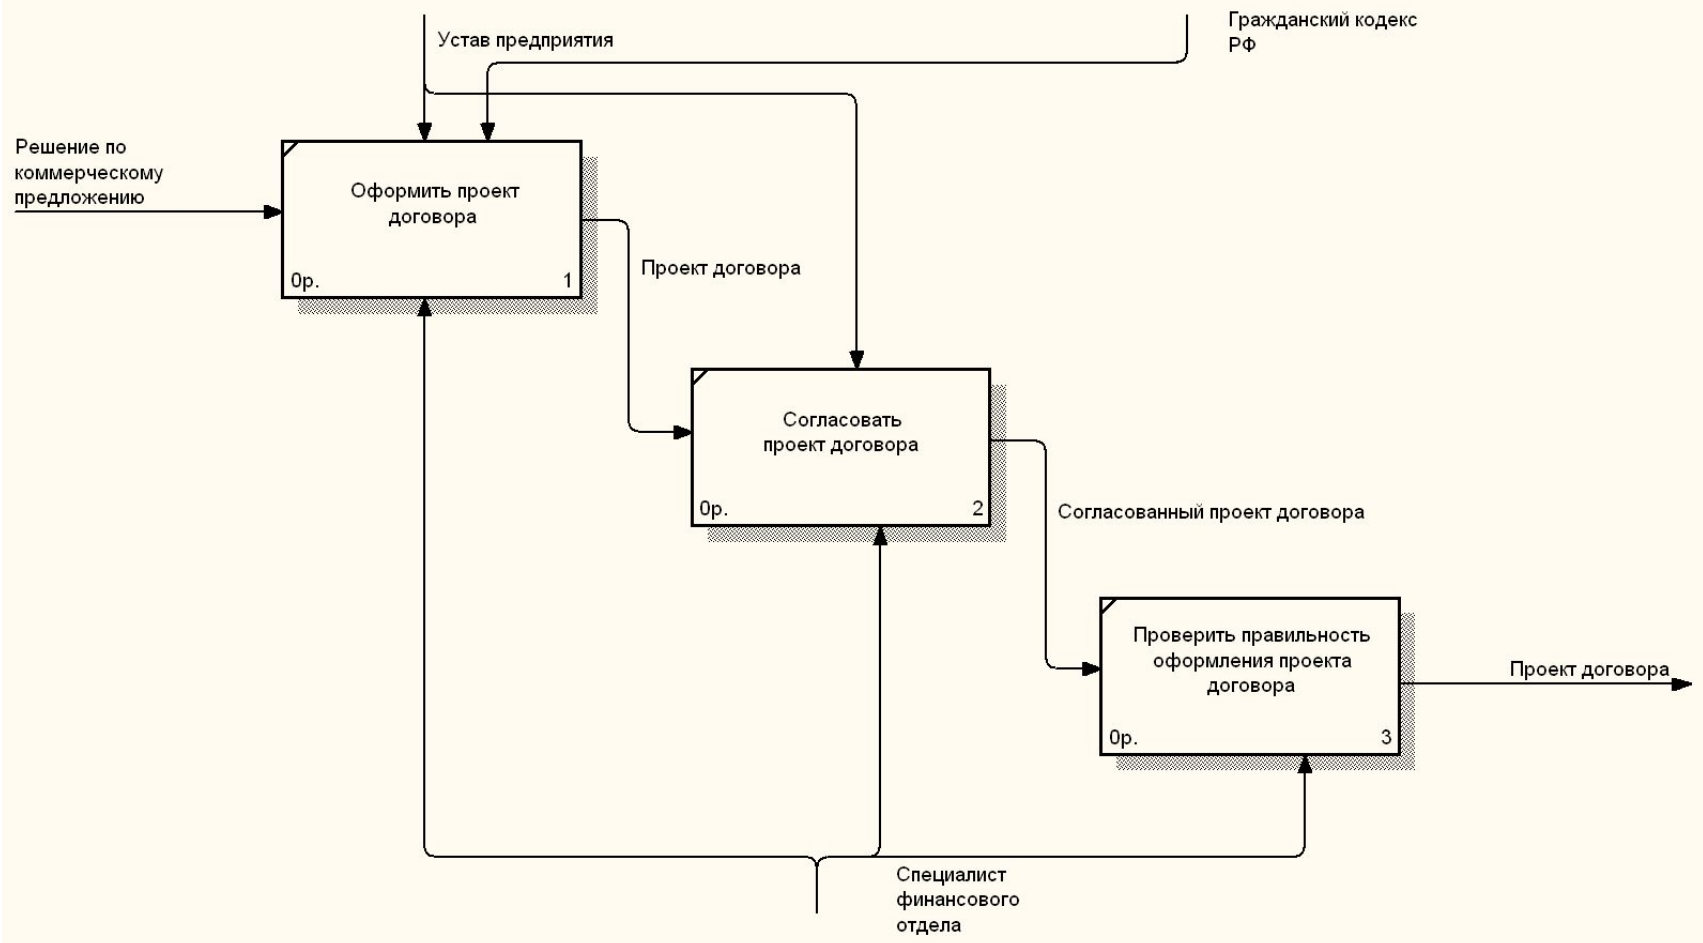 Устав предприятия
Гражданский кодекс
РФ
Решение по
коммерческому
предложению
Оформить проект
договора
0р.
1
Проект договора
Согласовать
проект договора
0р.
2
Согласованный проект договора
Проверить правильность
оформления проекта
договора
0р.
3
Проект договора
Специалист
финансового
отдела